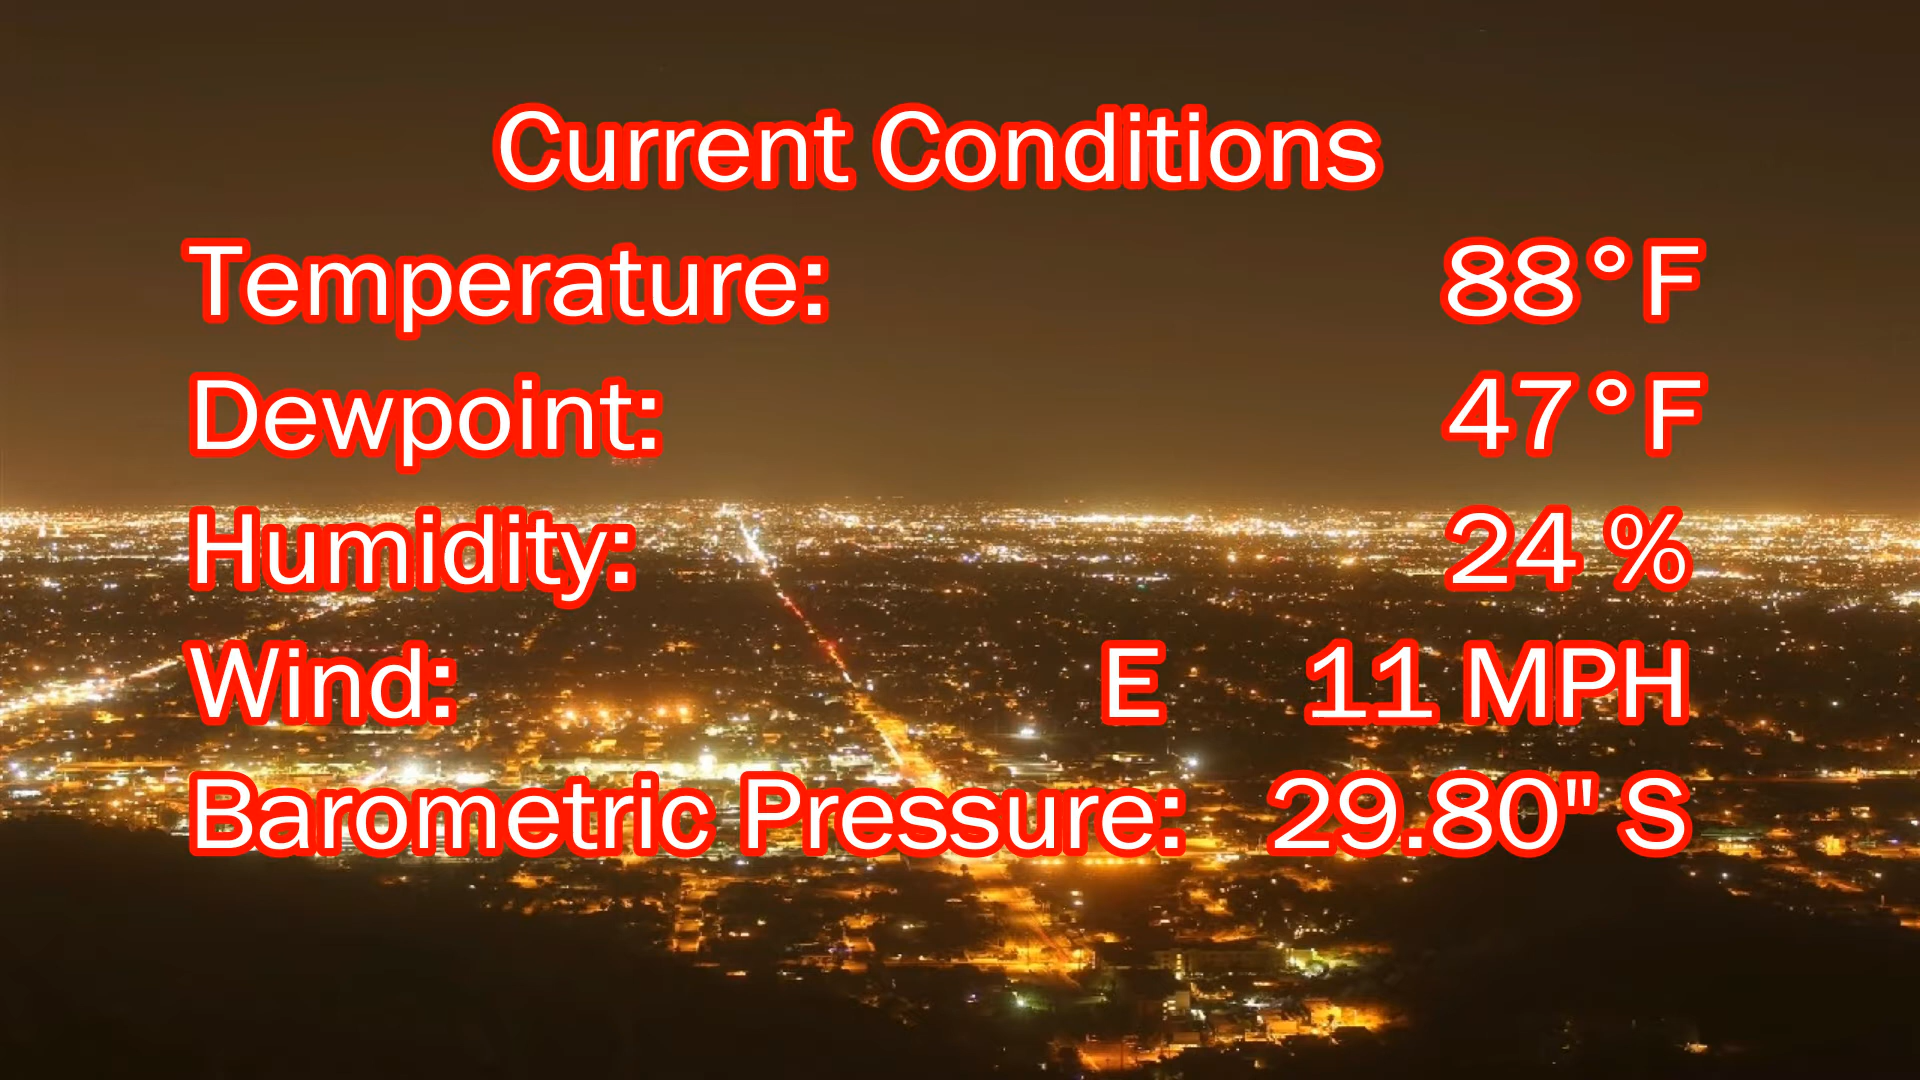 Current Conditions
Temperature: 88°F
Dewpoint: 47°F
Humidity: 24 %
Wind: E 11 MPH
Barometric Pressure: 29.80" S